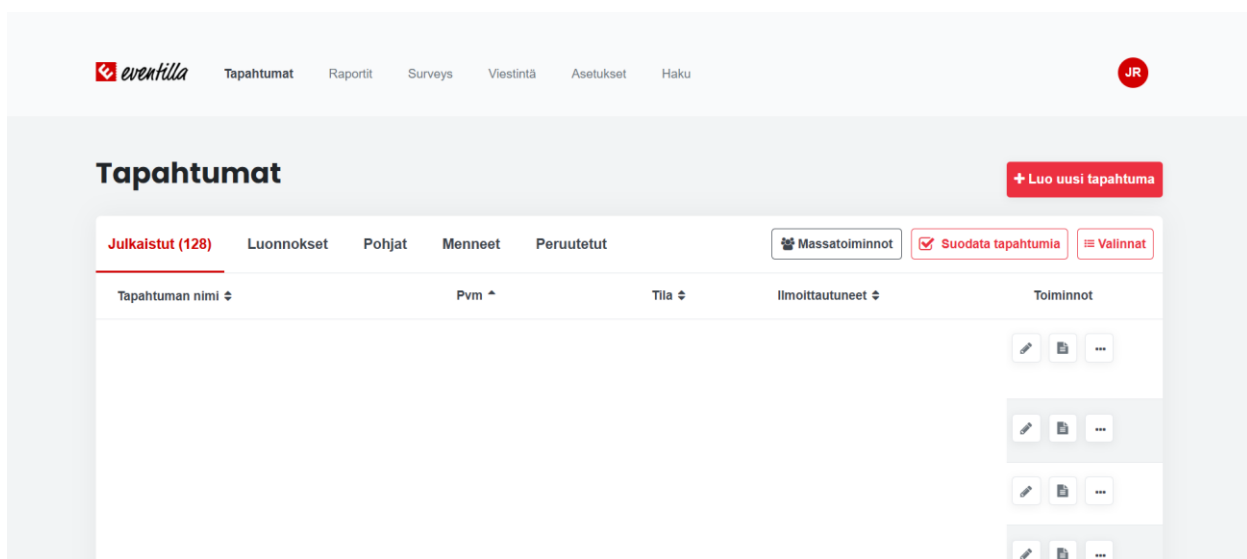 eventilla Tapahtumat Raportit Surveys Viestintä Asetukset Haku JR
Tapahtumat
+ Luo uusi tapahtuma
Julkaistut (128) Luonnokset Pohjat Menneet Peruutetut Massatoiminnot Suodata tapahtumia Valinnat
Tapahtuman nimi Pvm Tila Ilmoittautuneet Toiminnot